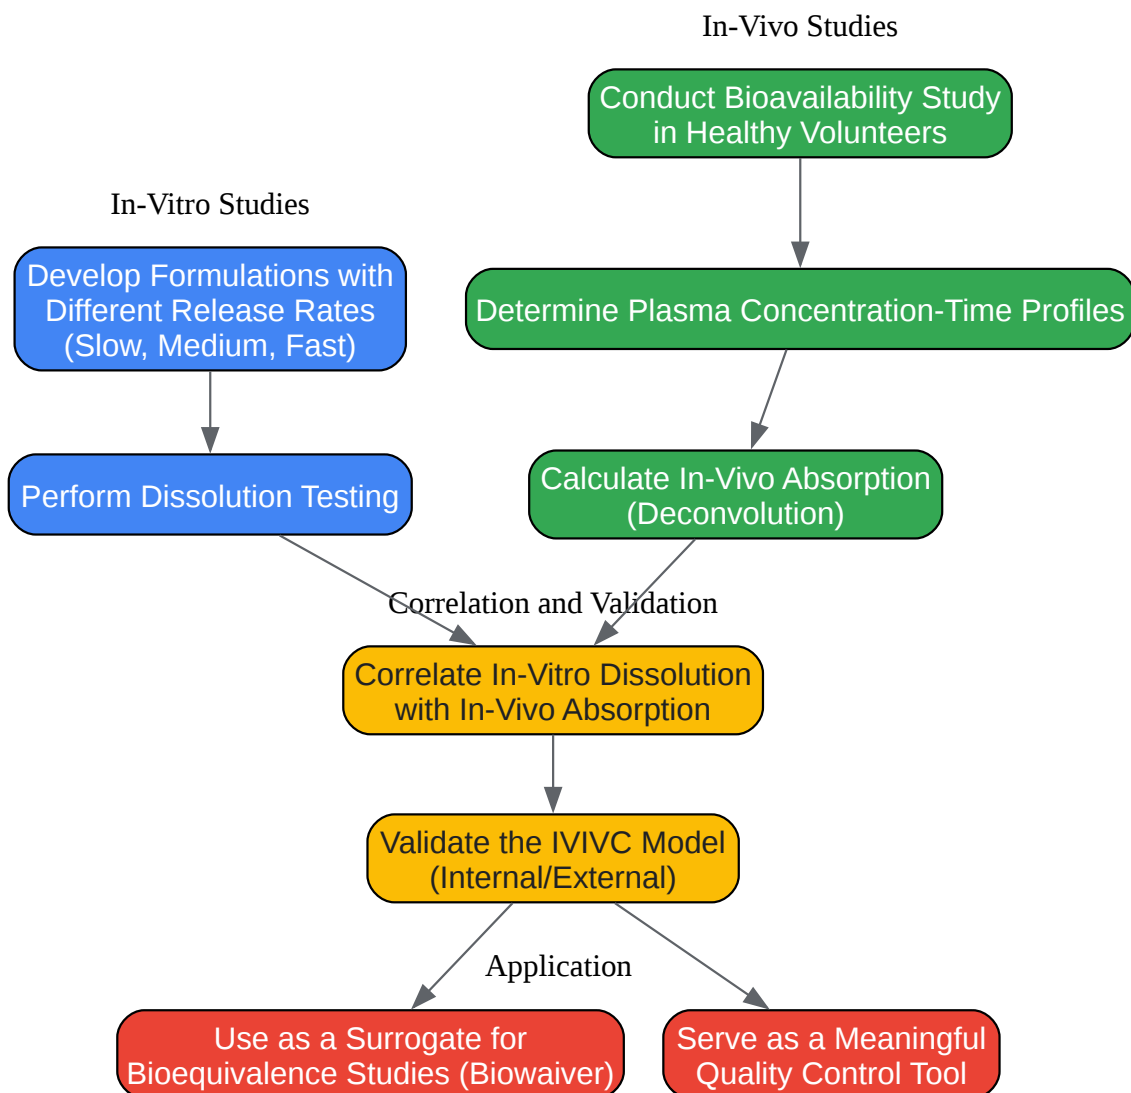 In-Vivo Studies
Conduct Bioavailability Study
in Healthy Volunteers
In-Vitro Studies
Develop Formulations with
Different Release Rates
(Slow, Medium, Fast)
Determine Plasma Concentration-Time Profiles
Perform Dissolution Testing
Calculate In-Vivo Absorption
(Deconvolution)
Correlation and Validation
Correlate In-Vitro Dissolution
with In-Vivo Absorption
Validate the IVIVC Model
(Internal/External)
Application
Use as a Surrogate for
Bioequivalence Studies (Biowaiver)
Serve as a Meaningful
Quality Control Tool